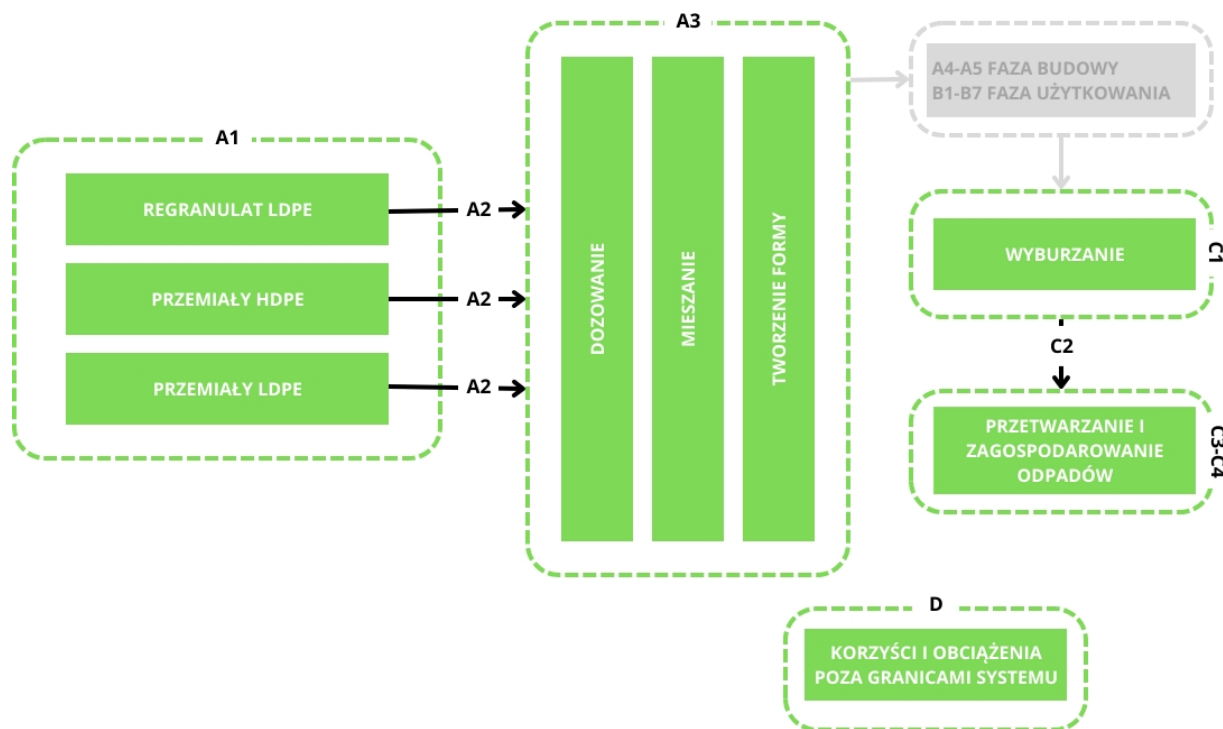 A1
REGRANULAT LDPE
PRZEMIAŁY HDPE
PRZEMIAŁY LDPE
A2
A2
A2
A3
DOZOWANIE
MIESZANIE
TWORZENIE FORMY
A4-A5 FAZA BUDOWY
B1-B7 FAZA UŻYTKOWANIA
WYBURZANIE
C1
C2
PRZETWARZANIE I
ZAGOSPODAROWANIE
ODPADÓW
C3-C4
D
KORZYŚCI I OBCIĄŻENIA
POZA GRANICAMI SYSTEMU